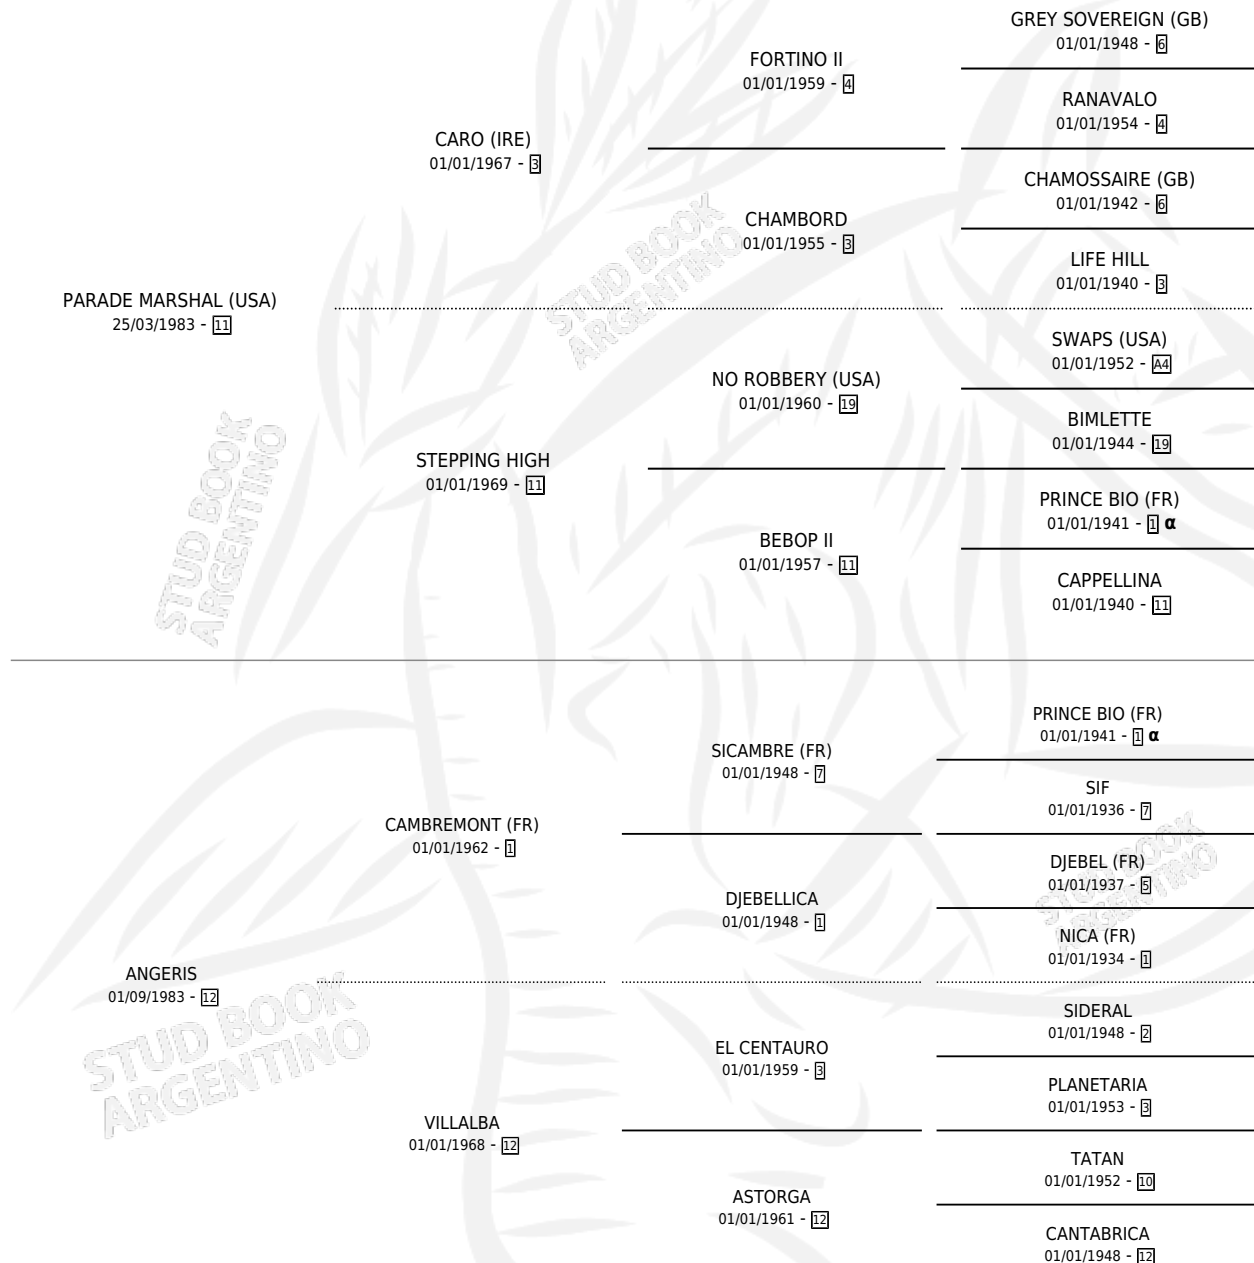 GREY SOVEREIGN (GB)
01/01/1948 - 6
FORTINO II
01/01/1959 - 4
RANAVALO
01/01/1954 - 4
CARO (IRE)
01/01/1967 - 3
CHAMOSSAIRE (GB)
01/01/1942 - 6
CHAMBORD
01/01/1955 - 3
LIFE HILL
01/01/1940 - 3
PARADE MARSHAL (USA)
25/03/1983 - 11
STUD BOOK
ARGENTINO
SWAPS (USA)
01/01/1952 - A4
NO ROBBERY (USA)
01/01/1960 - 19
BIMLETTE
01/01/1944 - 19
STEPPING HIGH
01/01/1969 - 11
STUD BOOK
ARGENTINO
PRINCE BIO (FR)
01/01/1941 - 1 α
BEBOP II
01/01/1957 - 11
CAPPELLINA
01/01/1940 - 11
PRINCE BIO (FR)
01/01/1941 - 1 α
SICAMBRE (FR)
01/01/1948 - 7
SIF
01/01/1936 - 7
CAMBREMONT (FR)
01/01/1962 - 1
DJEBEL (FR)
01/01/1937 - 5
STUD BOOK
ARGENTINO
DJEBELLICA
01/01/1948 - 1
NICA (FR)
01/01/1934 - 1
ANGERIS
01/09/1983 - 12
STUD BOOK
ARGENTINO
SIDERAL
01/01/1948 - 2
EL CENTAURO
01/01/1959 - 3
PLANETARIA
01/01/1953 - 3
VILLALBA
01/01/1968 - 12
TATAN
01/01/1952 - 10
ASTORGA
01/01/1961 - 12
CANTABRICA
01/01/1948 - 12